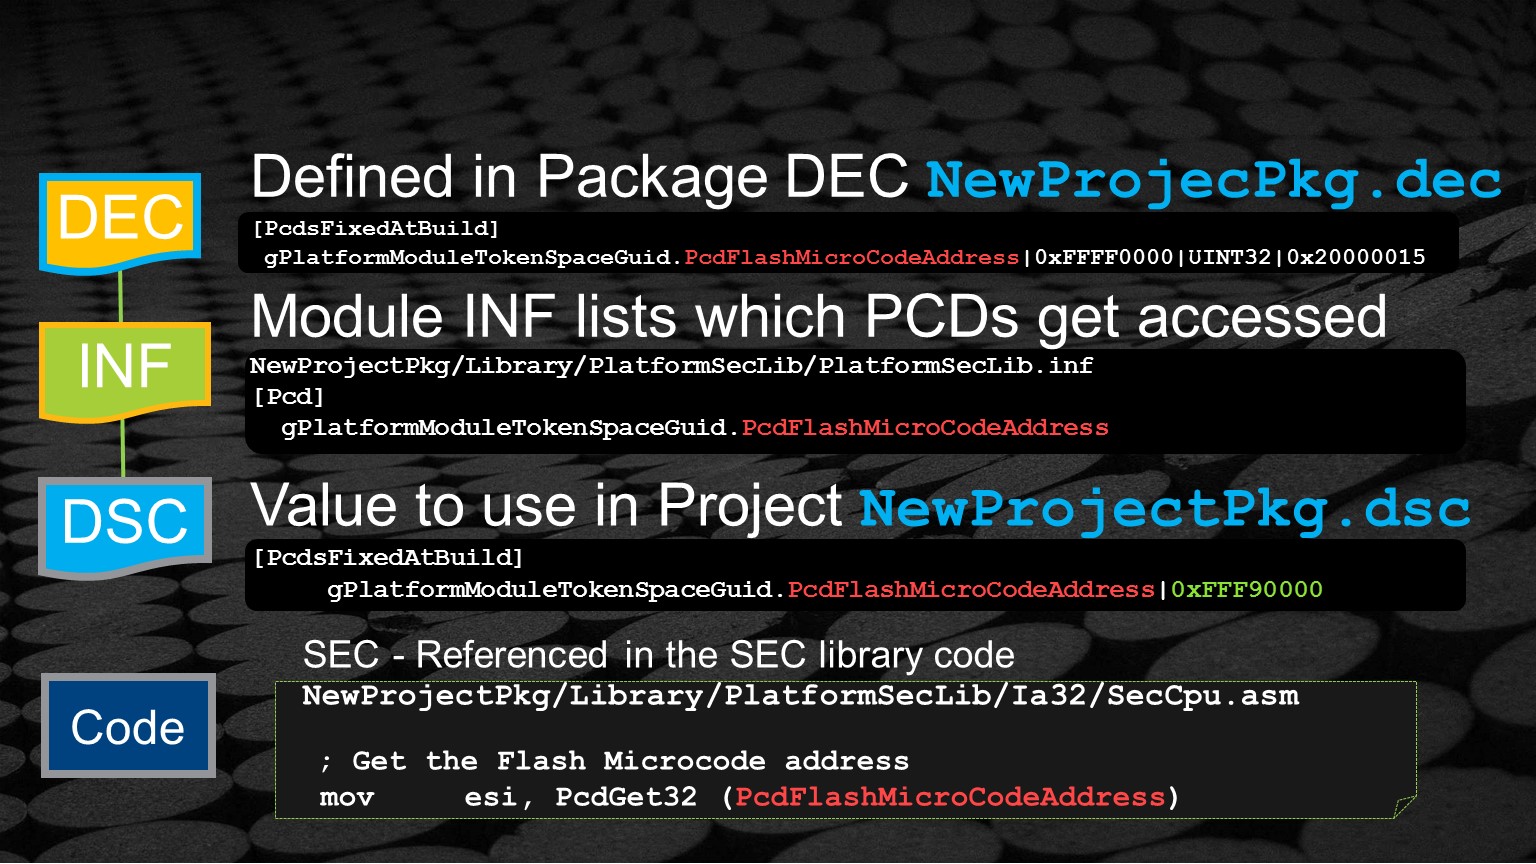 DEC
Defined in Package DEC NewProjecPkg.dec
[PcdsFixedAtBuild]
gPlatformModuleTokenSpaceGuid.PcdFlashMicroCodeAddress|0xFFFF0000|UINT32|0x20000015
INF
Module INF lists which PCDs get accessed
NewProjectPkg/Library/PlatformSecLib/PlatformSecLib.inf
[Pcd]
gPlatformModuleTokenSpaceGuid.PcdFlashMicroCodeAddress
DSC
Value to use in Project NewProjectPkg.dsc
[PcdsFixedAtBuild]
gPlatformModuleTokenSpaceGuid.PcdFlashMicroCodeAddress|0xFFF90000
Code
SEC - Referenced in the SEC library code
NewProjectPkg/Library/PlatformSecLib/Ia32/SecCpu.asm
; Get the Flash Microcode address
mov     esi, PcdGet32 (PcdFlashMicroCodeAddress)